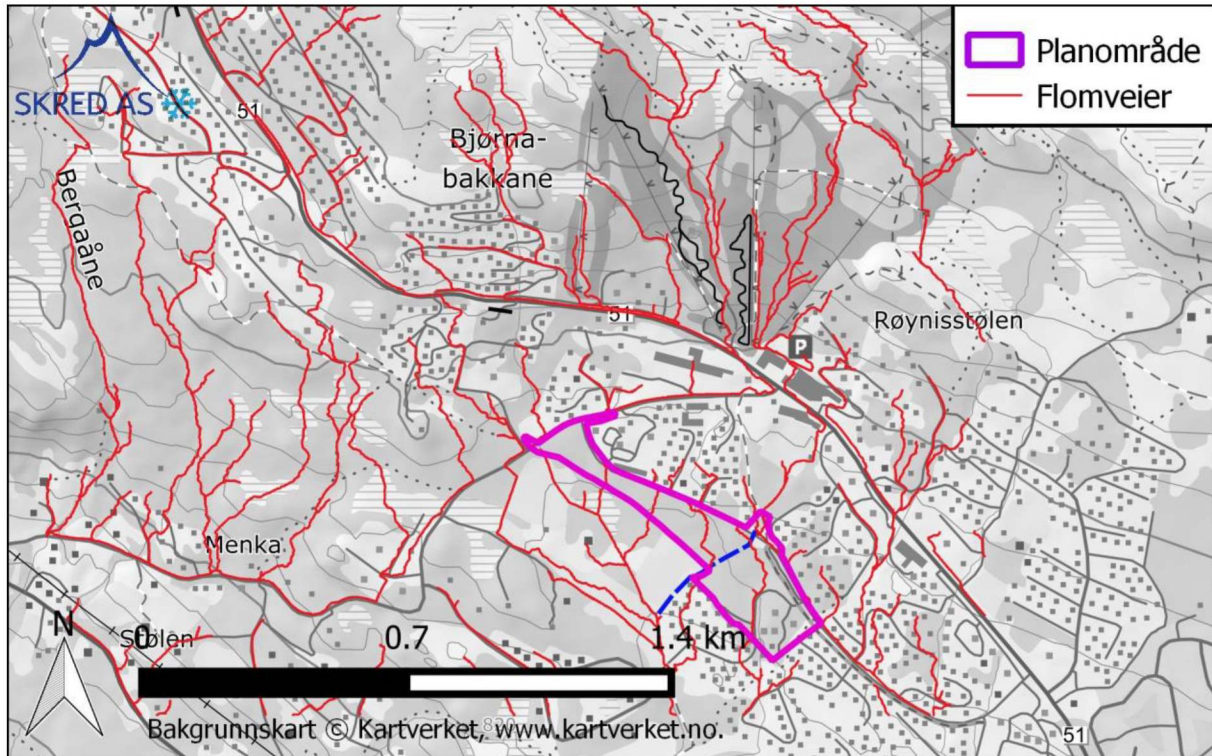 SKRED AS
Planområde
Flomveier
51
Bjørna-
bakkane
Bergaåne
51
P
Røynisstølen
Menka
N
Stølen
0
0.7
1.4 km
820
Bakgrunnskart © Kartverket, www.kartverket.no.
51